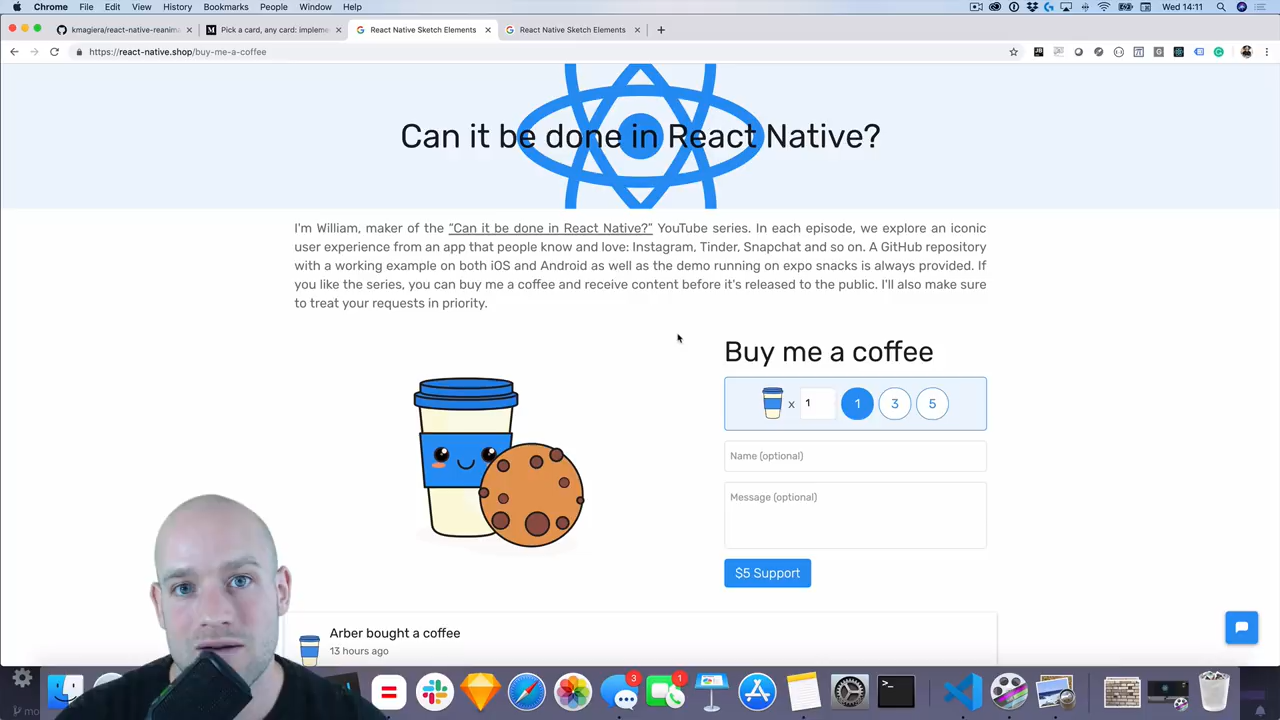 Chrome File Edit View History Bookmarks People Window Help
Wed 14:11
kmagiera/react-native-reanima
Pick a card, any card: impleme
React Native Sketch Elements
React Native Sketch Elements
https://react-native.shop/buy-me-a-coffee
Can it be done in React Native?
I'm William, maker of the "Can it be done in React Native?" YouTube series. In each episode, we explore an iconic
user experience from an app that people know and love: Instagram, Tinder, Snapchat and so on. A GitHub repository
with a working example on both iOS and Android as well as the demo running on expo snacks is always provided. If
you like the series, you can buy me a coffee and receive content before it's released to the public. I'll also make sure
to treat your requests in priority.
Buy me a coffee
x 1 1 3 5
Name (optional)
Message (optional)
$5 Support
Arber bought a coffee
13 hours ago
3
1